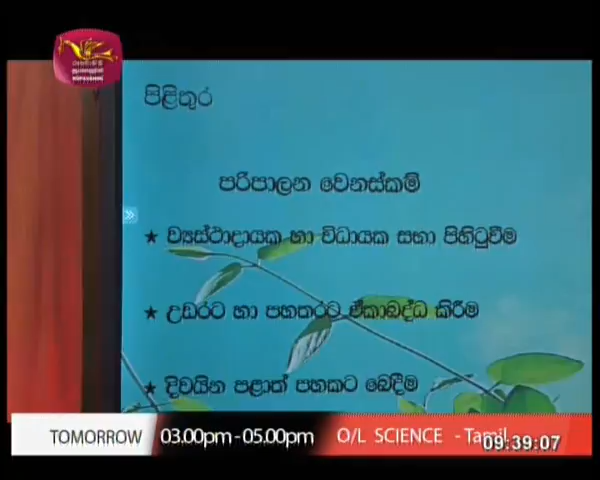 පිළිතුර
පරිපාලන වෙනස්කම්
★ ව්‍යස්ථාදායක හා විධායක සභා පිහිටුවීම
★ උඩරට හා පහතරට ඒකාබද්ධ කිරීම
★ දිවයින පළාත් පහකට බෙදීම
TOMORROW 03.00pm - 05.00pm O/L SCIENCE - Tamil 09:39:07